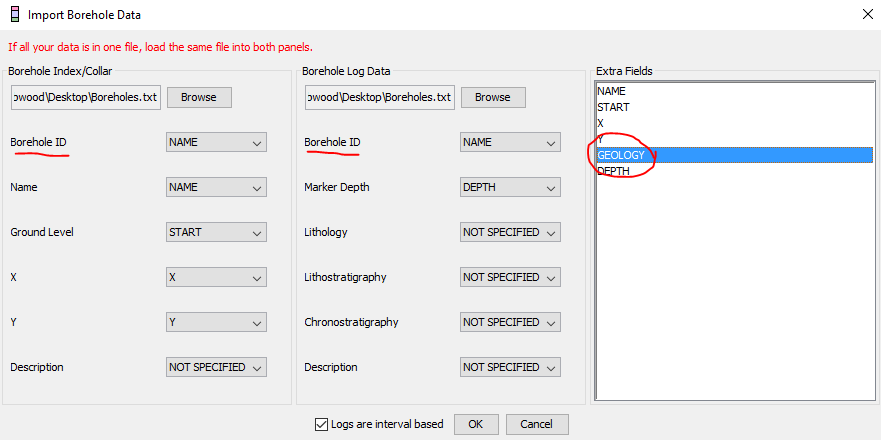 Import Borehole Data
If all your data is in one file, load the same file into both panels.
Borehole Index/Collar
owood\Desktop\Boreholes.txt Browse
Borehole ID NAME
Name NAME
Ground Level START
X X
Y Y
Description NOT SPECIFIED
Borehole Log Data
owood\Desktop\Boreholes.txt Browse
Borehole ID NAME
Marker Depth DEPTH
Lithology NOT SPECIFIED
Lithostratigraphy NOT SPECIFIED
Chronostratigraphy NOT SPECIFIED
Description NOT SPECIFIED
Extra Fields
NAME
START
X
Y
GEOLOGY
DEPTH
Logs are interval based OK Cancel